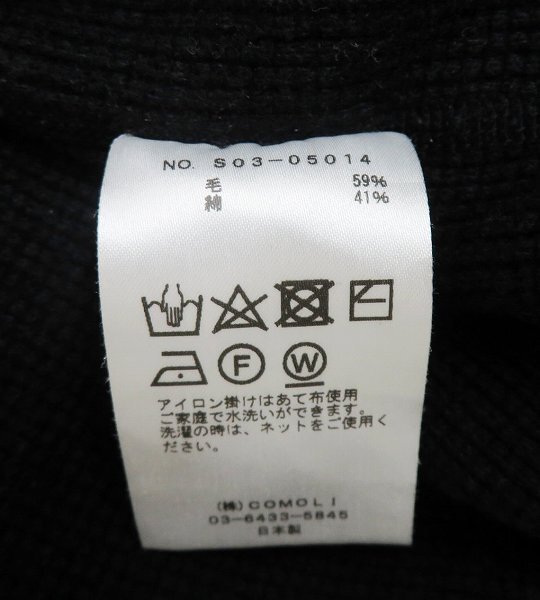 NO. S03-05014
毛 59%
綿 41%
F W
アイロン掛けはあて布使用
ご家庭で水洗いができます。
洗濯の時は、ネットをご使用く
ださい。
(株) COMOLI
03-6433-5845
日本製